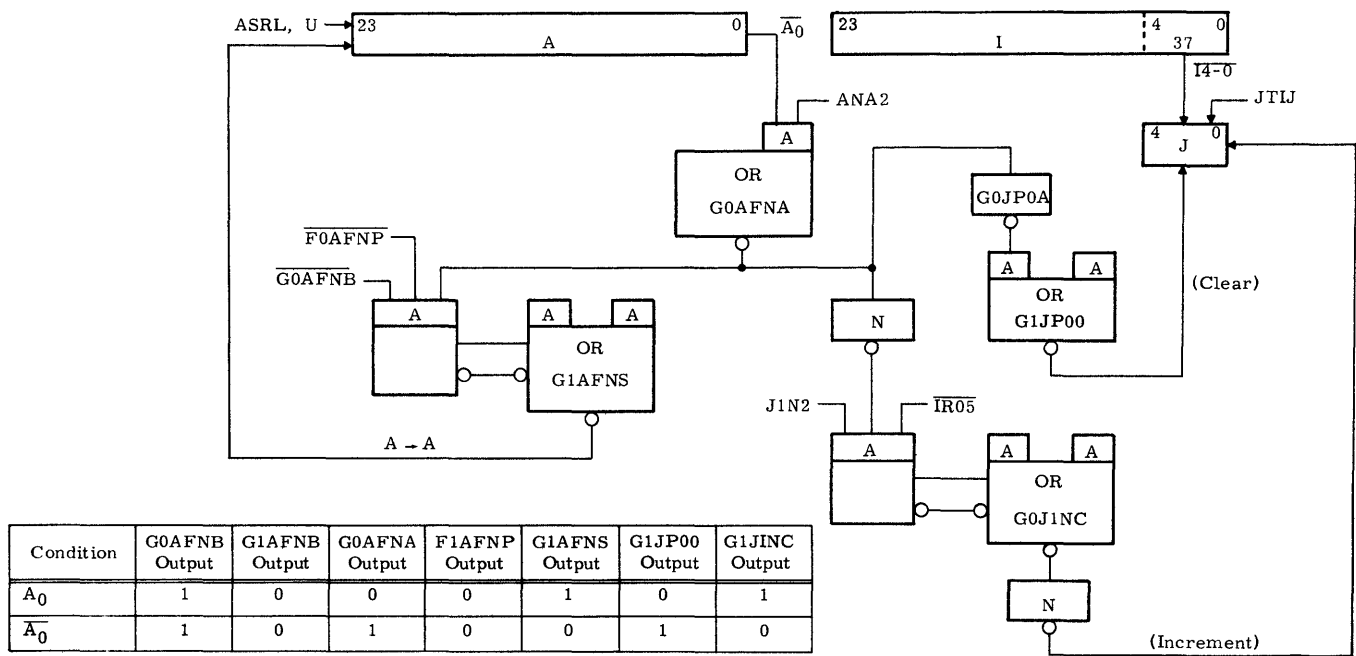 ASRL, U
23 0
A
A̅₀
23 4 0
I 37
I̅4̅-̅0̅
JTIJ
4 0
J
ANA2
A
OR
G0AFNA
G0JP0A
F̅0̅A̅F̅N̅P̅
G̅0̅A̅F̅N̅B̅
A
A A
OR
G1AFNS
A → A
N
A A
OR
G1JP00
(Clear)
J1N2
I̅R̅0̅5̅
A
A A
OR
G0J1NC
N
(Increment)
Condition G0AFNB Output G1AFNB Output G0AFNA Output F1AFNP Output G1AFNS Output G1JP00 Output G1JINC Output
A₀ 1 0 0 0 1 0 1
A̅₀ 1 0 1 0 0 1 0